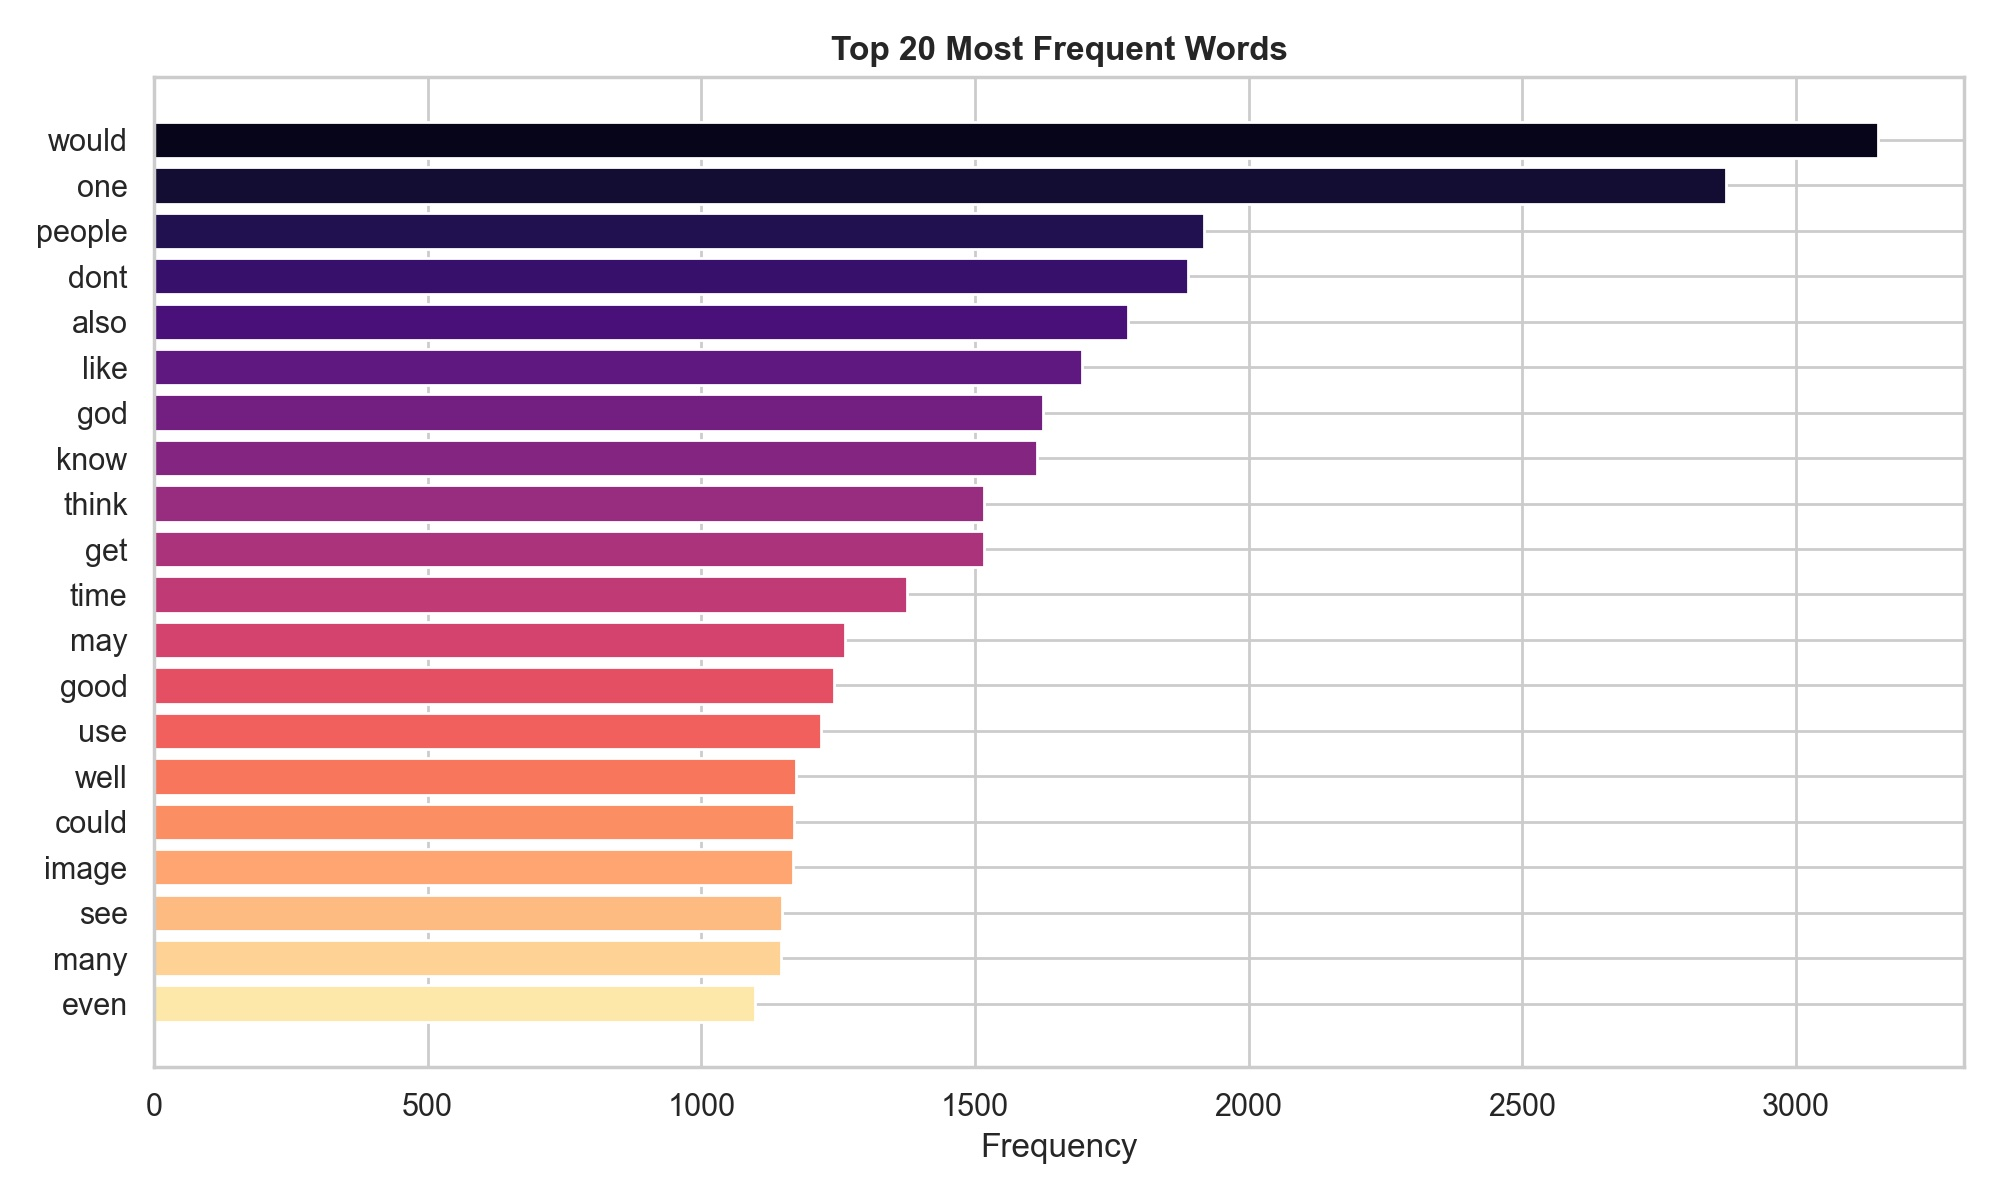 Top 20 Most Frequent Words
would
one
people
dont
also
like
god
know
think
get
time
may
good
use
well
could
image
see
many
even
0 500 1000 1500 2000 2500 3000
Frequency